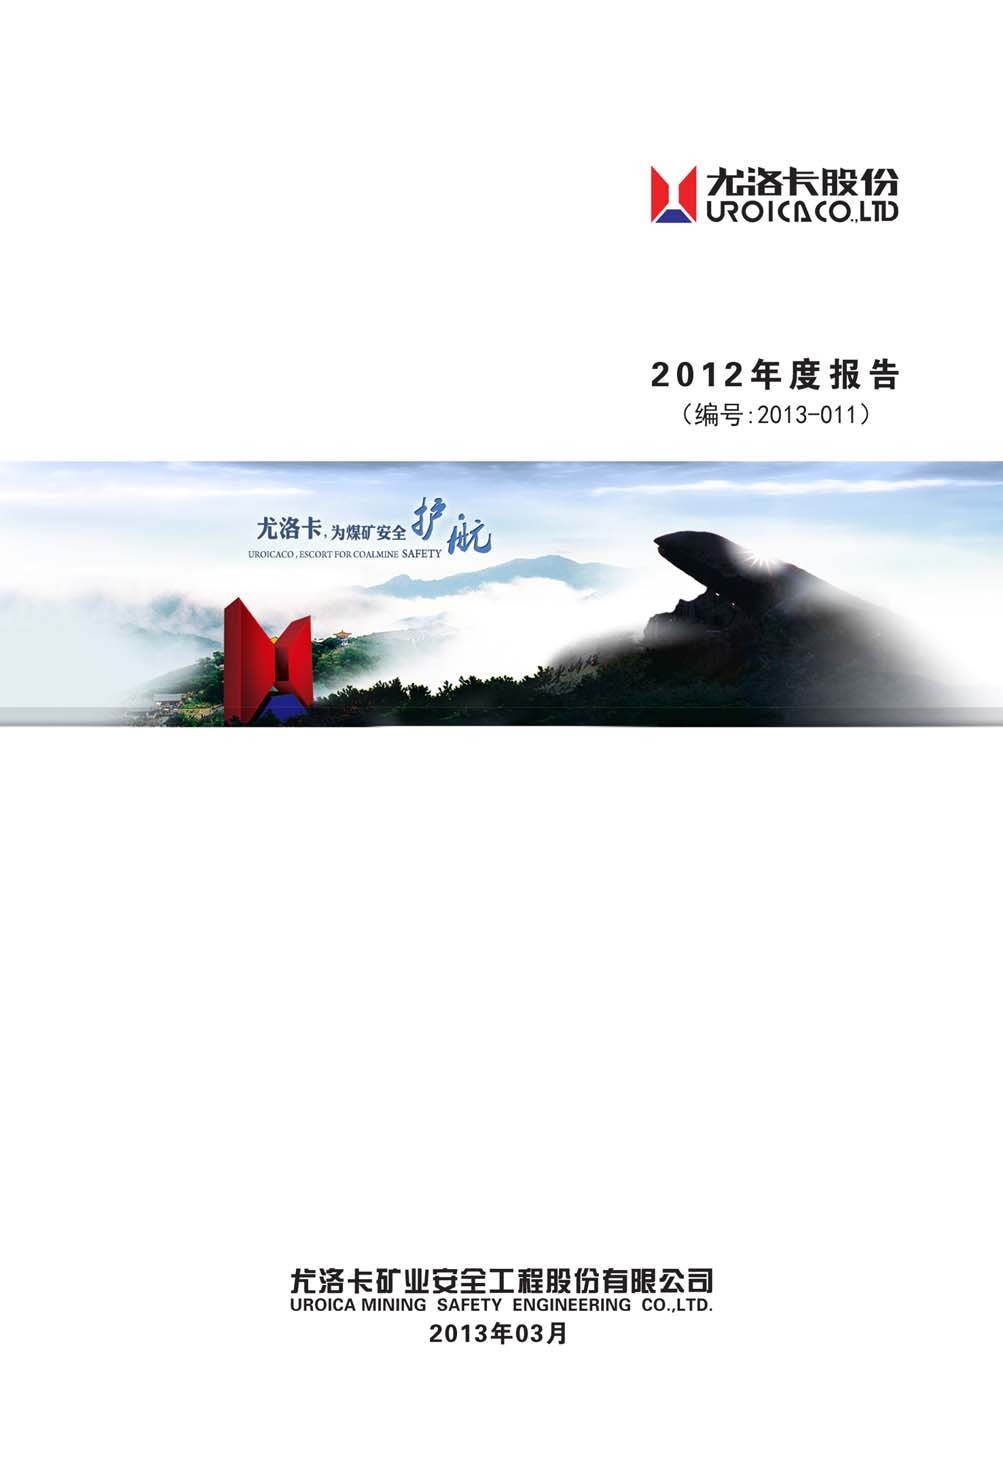 尤洛卡股份
UROICACO.,LTD
2012年度报告
（编号:2013-011）
尤洛卡,为煤矿安全护航
UROICACO , ESCORT FOR COALMINE SAFETY
尤洛卡矿业安全工程股份有限公司
UROICA MINING SAFETY ENGINEERING CO.,LTD.
2013年03月